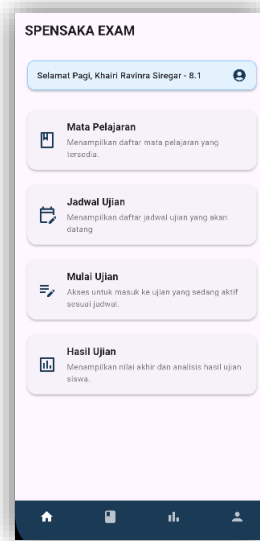 SPENSAKA EXAM
Selamat Pagi, Khairi Ravinra Siregar - 8.1
Mata Pelajaran
Menampilkan daftar mata pelajaran yang
tersedia.
Jadwal Ujian
Menampilkan daftar jadwal ujian yang akan
datang
Mulai Ujian
Akses untuk masuk ke ujian yang sedang aktif
sesuai jadwal.
Hasil Ujian
Menampilkan nilai akhir dan analisis hasil ujian
siswa.